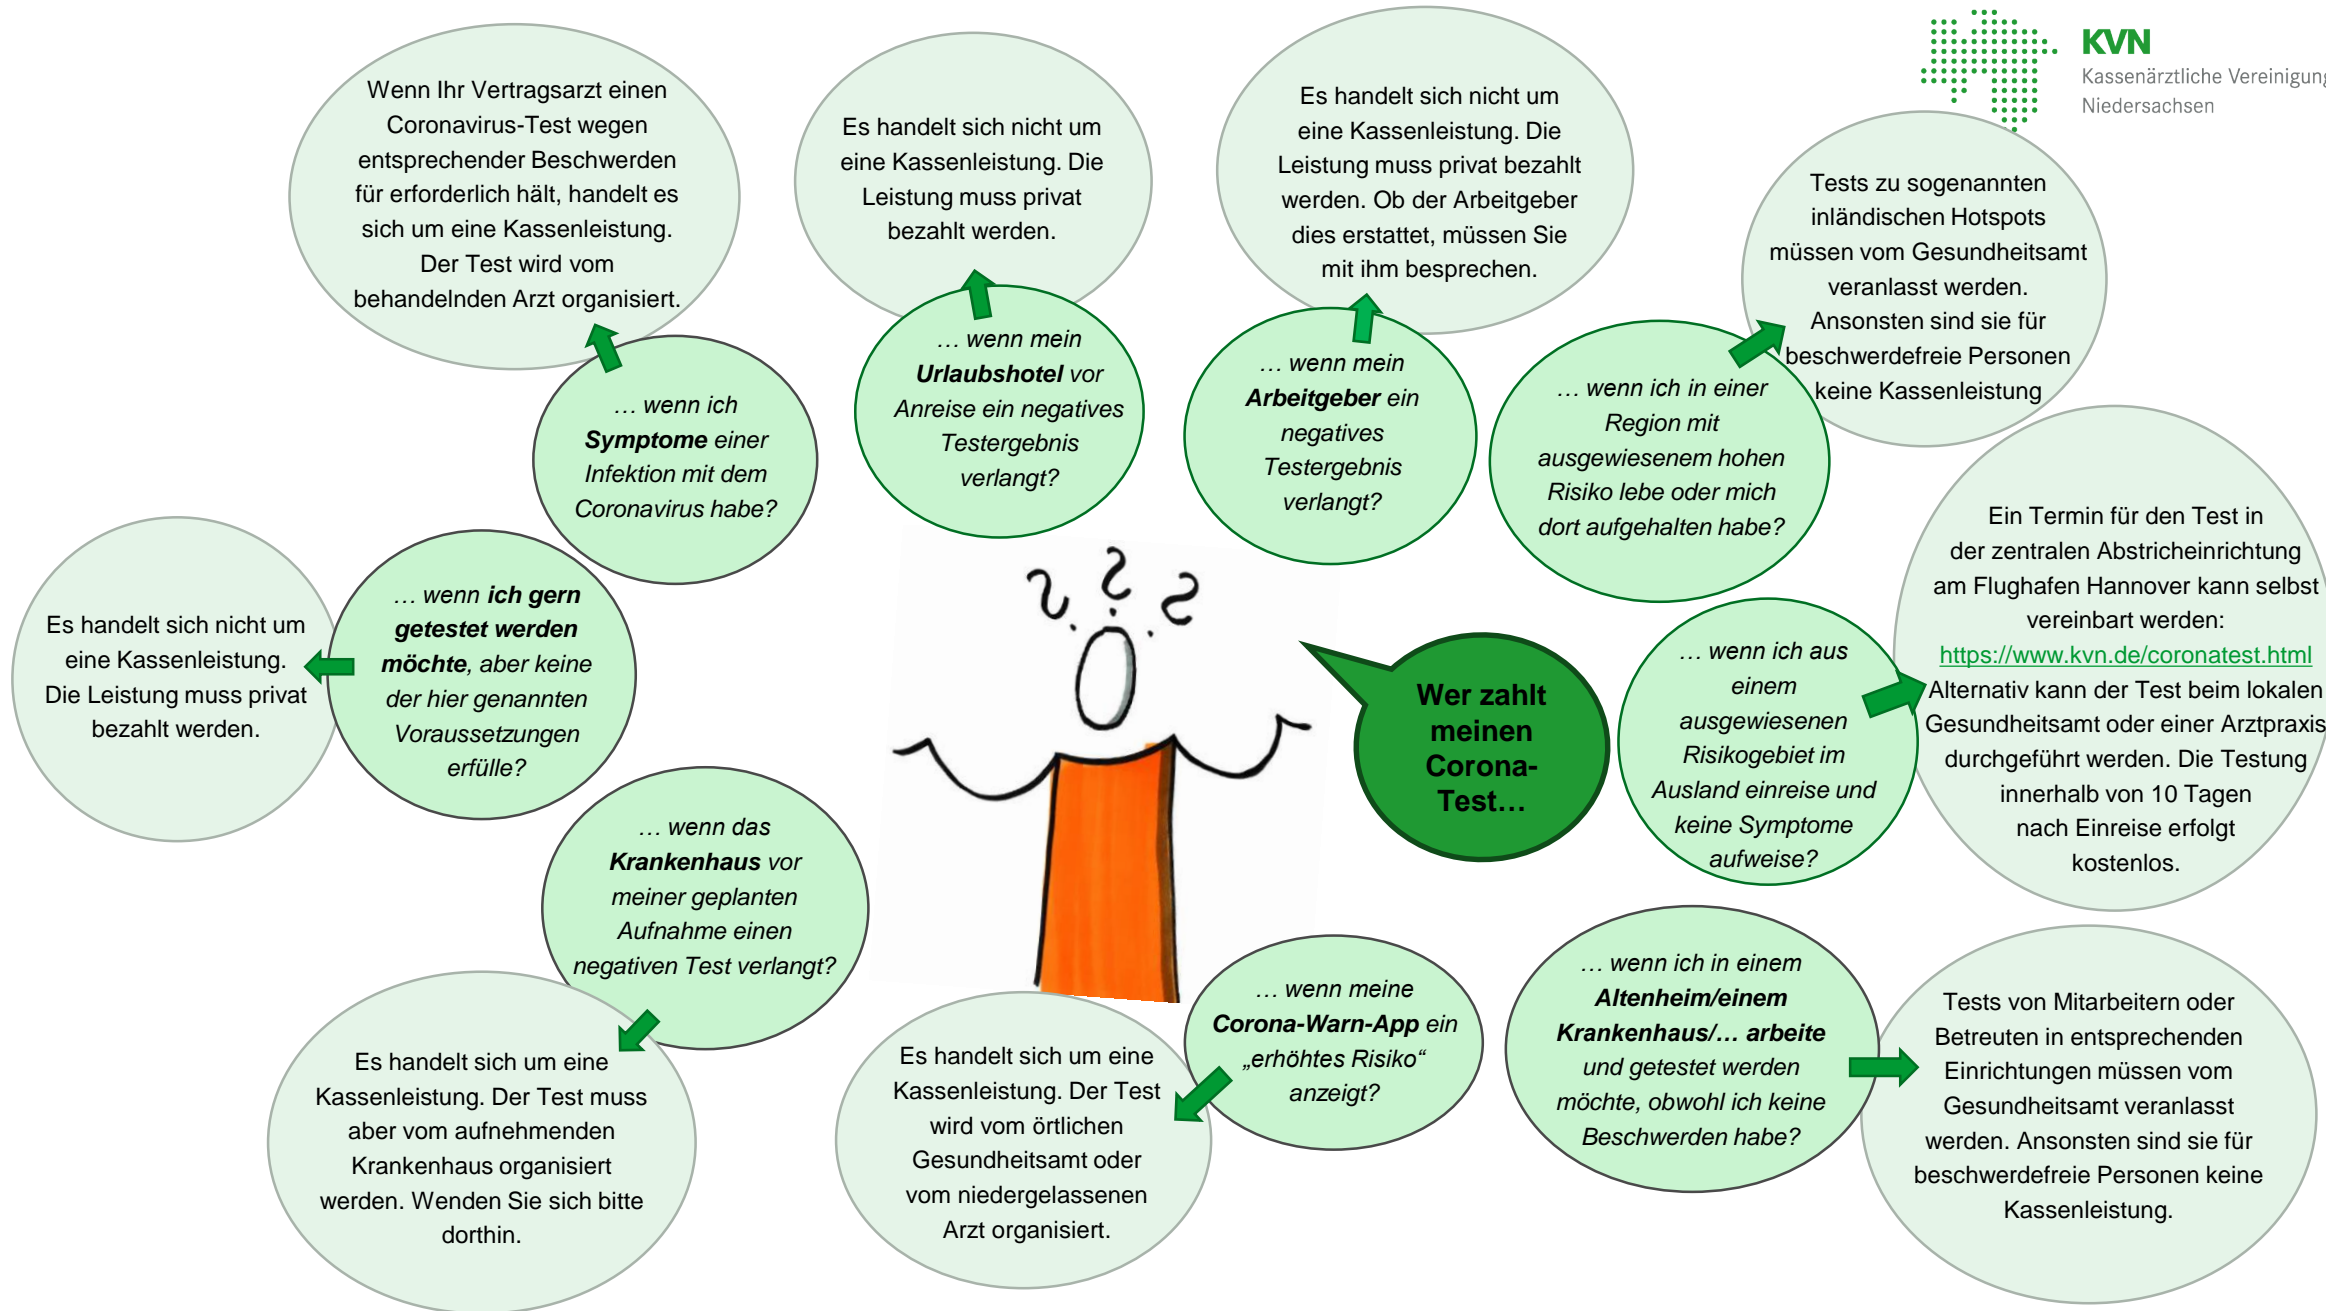 KVN
Kassenärztliche Vereinigung
Niedersachsen
Wer zahlt
meinen
Corona-
Test…
… wenn ich
Symptome einer
Infektion mit dem
Coronavirus habe?
Wenn Ihr Vertragsarzt einen
Coronavirus-Test wegen
entsprechender Beschwerden
für erforderlich hält, handelt es
sich um eine Kassenleistung.
Der Test wird vom
behandelnden Arzt organisiert.
… wenn mein
Urlaubshotel vor
Anreise ein negatives
Testergebnis
verlangt?
Es handelt sich nicht um
eine Kassenleistung. Die
Leistung muss privat
bezahlt werden.
… wenn mein
Arbeitgeber ein
negatives
Testergebnis
verlangt?
Es handelt sich nicht um
eine Kassenleistung. Die
Leistung muss privat bezahlt
werden. Ob der Arbeitgeber
dies erstattet, müssen Sie
mit ihm besprechen.
… wenn ich in einer
Region mit
ausgewiesenem hohen
Risiko lebe oder mich
dort aufgehalten habe?
Tests zu sogenannten
inländischen Hotspots
müssen vom Gesundheitsamt
veranlasst werden.
Ansonsten sind sie für
beschwerdefreie Personen
keine Kassenleistung
… wenn ich aus
einem
ausgewiesenen
Risikogebiet im
Ausland einreise und
keine Symptome
aufweise?
Ein Termin für den Test in
der zentralen Abstricheinrichtung
am Flughafen Hannover kann selbst
vereinbart werden:
https://www.kvn.de/coronatest.html
Alternativ kann der Test beim lokalen
Gesundheitsamt oder einer Arztpraxis
durchgeführt werden. Die Testung
innerhalb von 10 Tagen
nach Einreise erfolgt
kostenlos.
… wenn ich in einem
Altenheim/einem
Krankenhaus/… arbeite
und getestet werden
möchte, obwohl ich keine
Beschwerden habe?
Tests von Mitarbeitern oder
Betreuten in entsprechenden
Einrichtungen müssen vom
Gesundheitsamt veranlasst
werden. Ansonsten sind sie für
beschwerdefreie Personen keine
Kassenleistung.
… wenn meine
Corona-Warn-App ein
„erhöhtes Risiko“
anzeigt?
Es handelt sich um eine
Kassenleistung. Der Test
wird vom örtlichen
Gesundheitsamt oder
vom niedergelassenen
Arzt organisiert.
… wenn das
Krankenhaus vor
meiner geplanten
Aufnahme einen
negativen Test verlangt?
Es handelt sich um eine
Kassenleistung. Der Test muss
aber vom aufnehmenden
Krankenhaus organisiert
werden. Wenden Sie sich bitte
dorthin.
… wenn ich gern
getestet werden
möchte, aber keine
der hier genannten
Voraussetzungen
erfülle?
Es handelt sich nicht um
eine Kassenleistung.
Die Leistung muss privat
bezahlt werden.
? ? ?